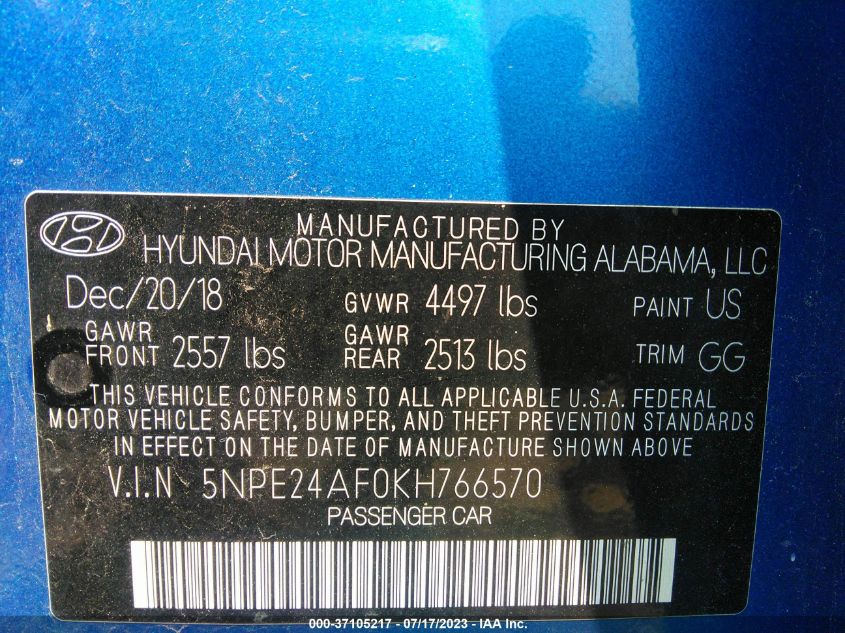 MANUFACTURED BY
HYUNDAI MOTOR MANUFACTURING ALABAMA, LLC
Dec/20/18 GVWR 4497 lbs PAINT US
GAWR FRONT 2557 lbs GAWR REAR 2513 lbs TRIM GG
THIS VEHICLE CONFORMS TO ALL APPLICABLE U.S.A. FEDERAL
MOTOR VEHICLE SAFETY, BUMPER, AND THEFT PREVENTION STANDARDS
IN EFFECT ON THE DATE OF MANUFACTURE SHOWN ABOVE
V.I.N 5NPE24AF0KH766570
PASSENGER CAR
000-37105217 - 07/17/2023 - IAA Inc.